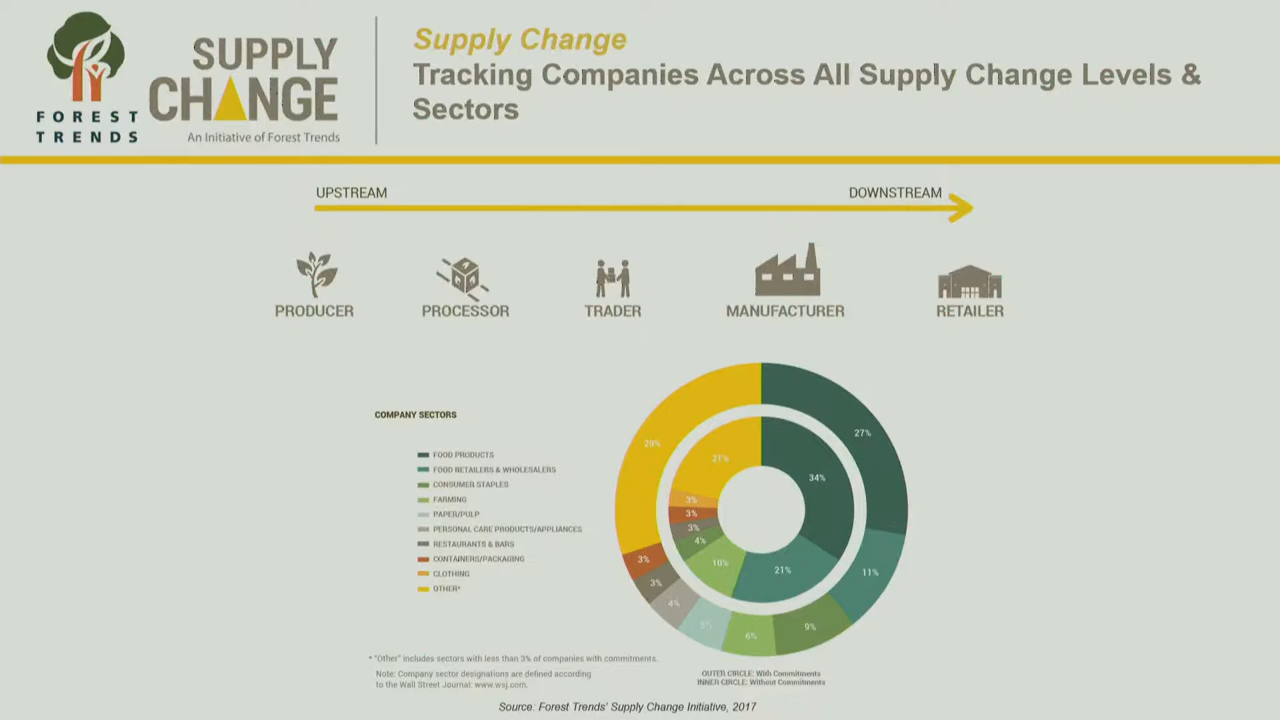 FOREST
TRENDS
SUPPLY
CHANGE
An Initiative of Forest Trends
Supply Change
Tracking Companies Across All Supply Change Levels &
Sectors
UPSTREAM
DOWNSTREAM
PRODUCER
PROCESSOR
TRADER
MANUFACTURER
RETAILER
COMPANY SECTORS
FOOD PRODUCTS
FOOD RETAILERS & WHOLESALERS
CONSUMER STAPLES
FARMING
PAPER/PULP
PERSONAL CARE PRODUCTS/APPLIANCES
RESTAURANTS & BARS
CONTAINERS/PACKAGING
CLOTHING
OTHER*
27%
11%
9%
6%
5%
4%
3%
3%
34%
21%
10%
4%
3%
3%
3%
21%
* "Other" includes sectors with less than 3% of companies with commitments.
Note: Company sector designations are defined according
to the Wall Street Journal: www.wsj.com.
OUTER CIRCLE: With Commitments
INNER CIRCLE: Without Commitments
Source: Forest Trends' Supply Change Initiative, 2017